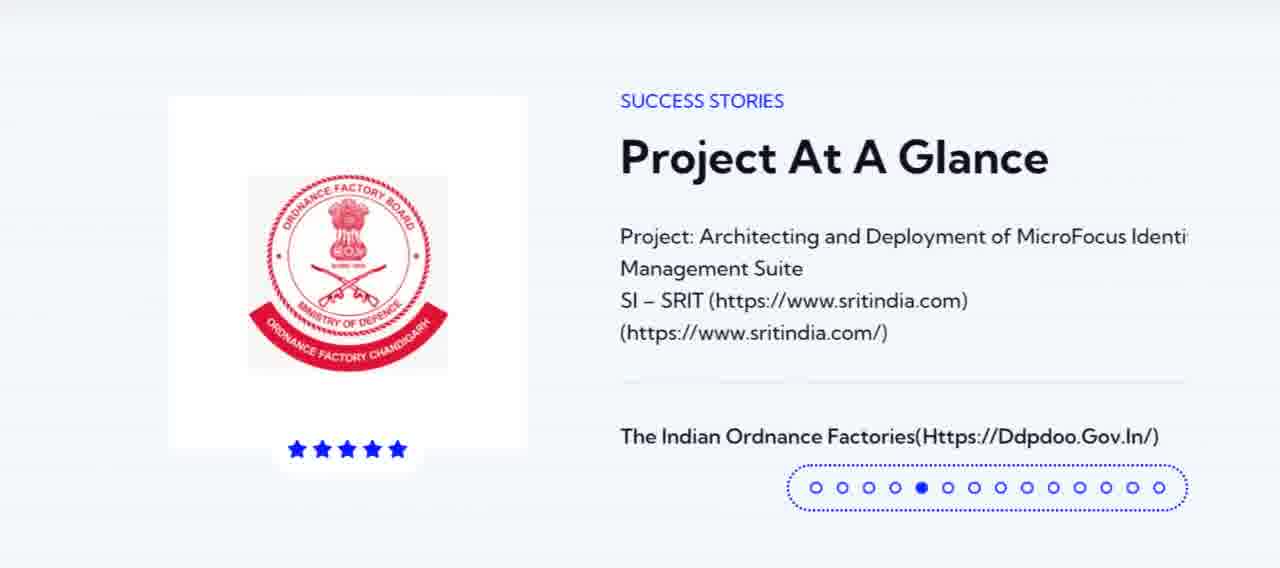 SUCCESS STORIES
Project At A Glance
Project: Architecting and Deployment of MicroFocus Identi
Management Suite
SI – SRIT (https://www.sritindia.com)
(https://www.sritindia.com/)
The Indian Ordnance Factories(Https://Ddpdoo.Gov.In/)
ORDNANCE FACTORY BOARD
MINISTRY OF DEFENCE
ORDNANCE FACTORY CHANDIGARH